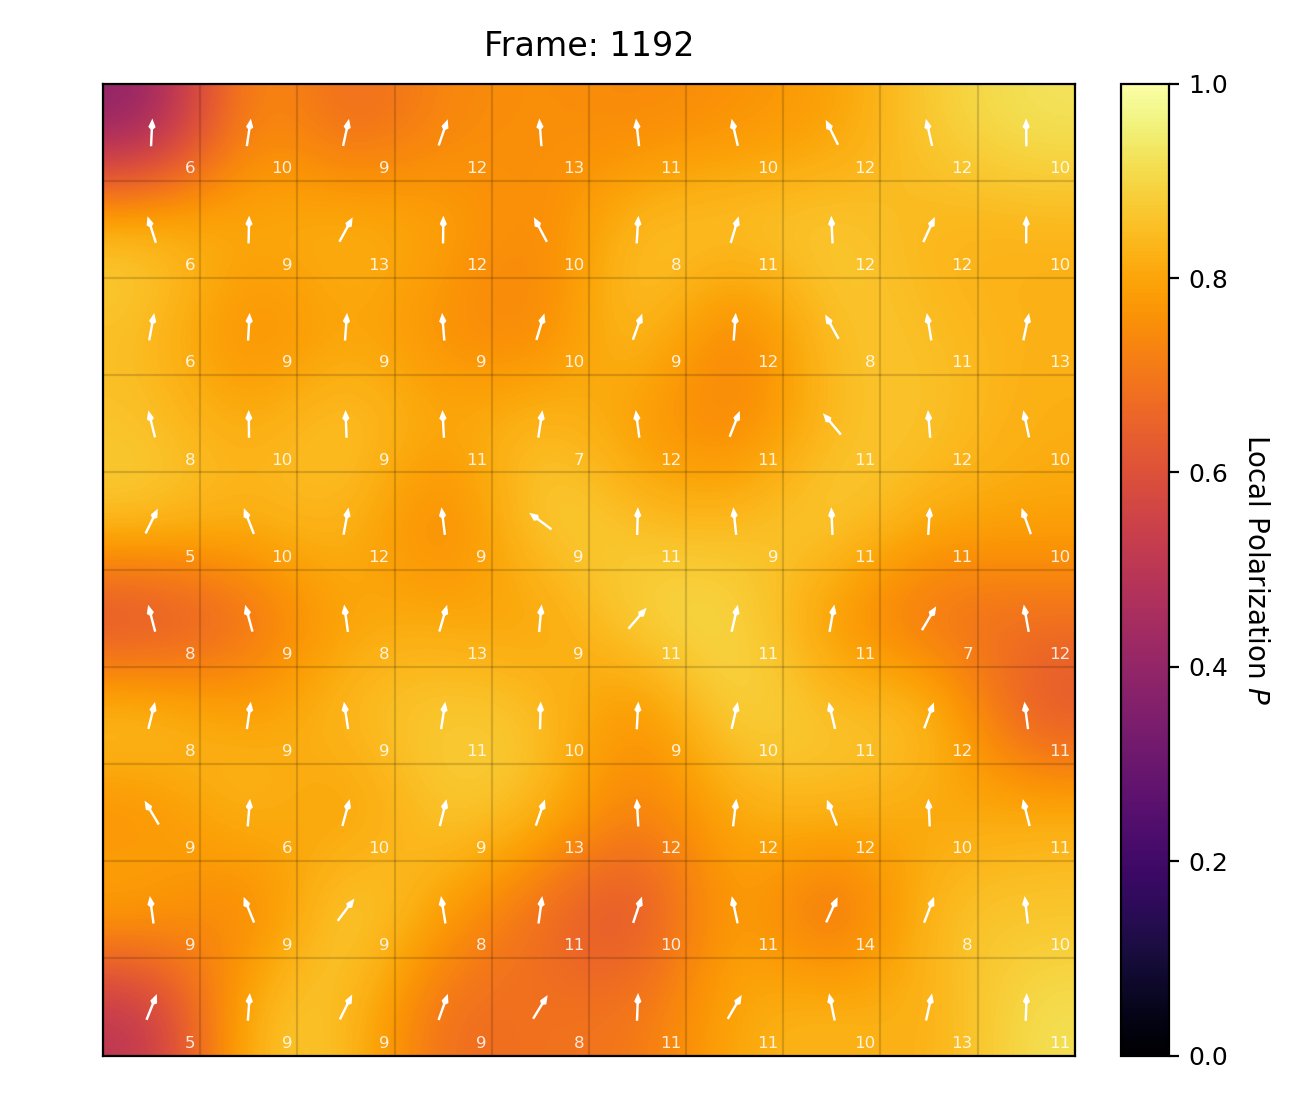 Frame: 1192
6 10 9 12 13 11 10 12 12 10
6 9 13 12 10 8 11 12 12 10
6 9 9 9 10 9 12 8 11 13
8 10 9 11 7 12 11 11 12 10
5 10 12 9 9 11 9 11 11 10
8 9 8 13 9 11 11 11 7 12
8 9 9 11 10 9 10 11 12 11
9 6 10 9 13 12 12 12 10 11
9 9 9 8 11 10 11 14 8 10
5 9 9 9 8 11 11 10 13 11
1.0
0.8
0.6
0.4
0.2
0.0
Local Polarization P